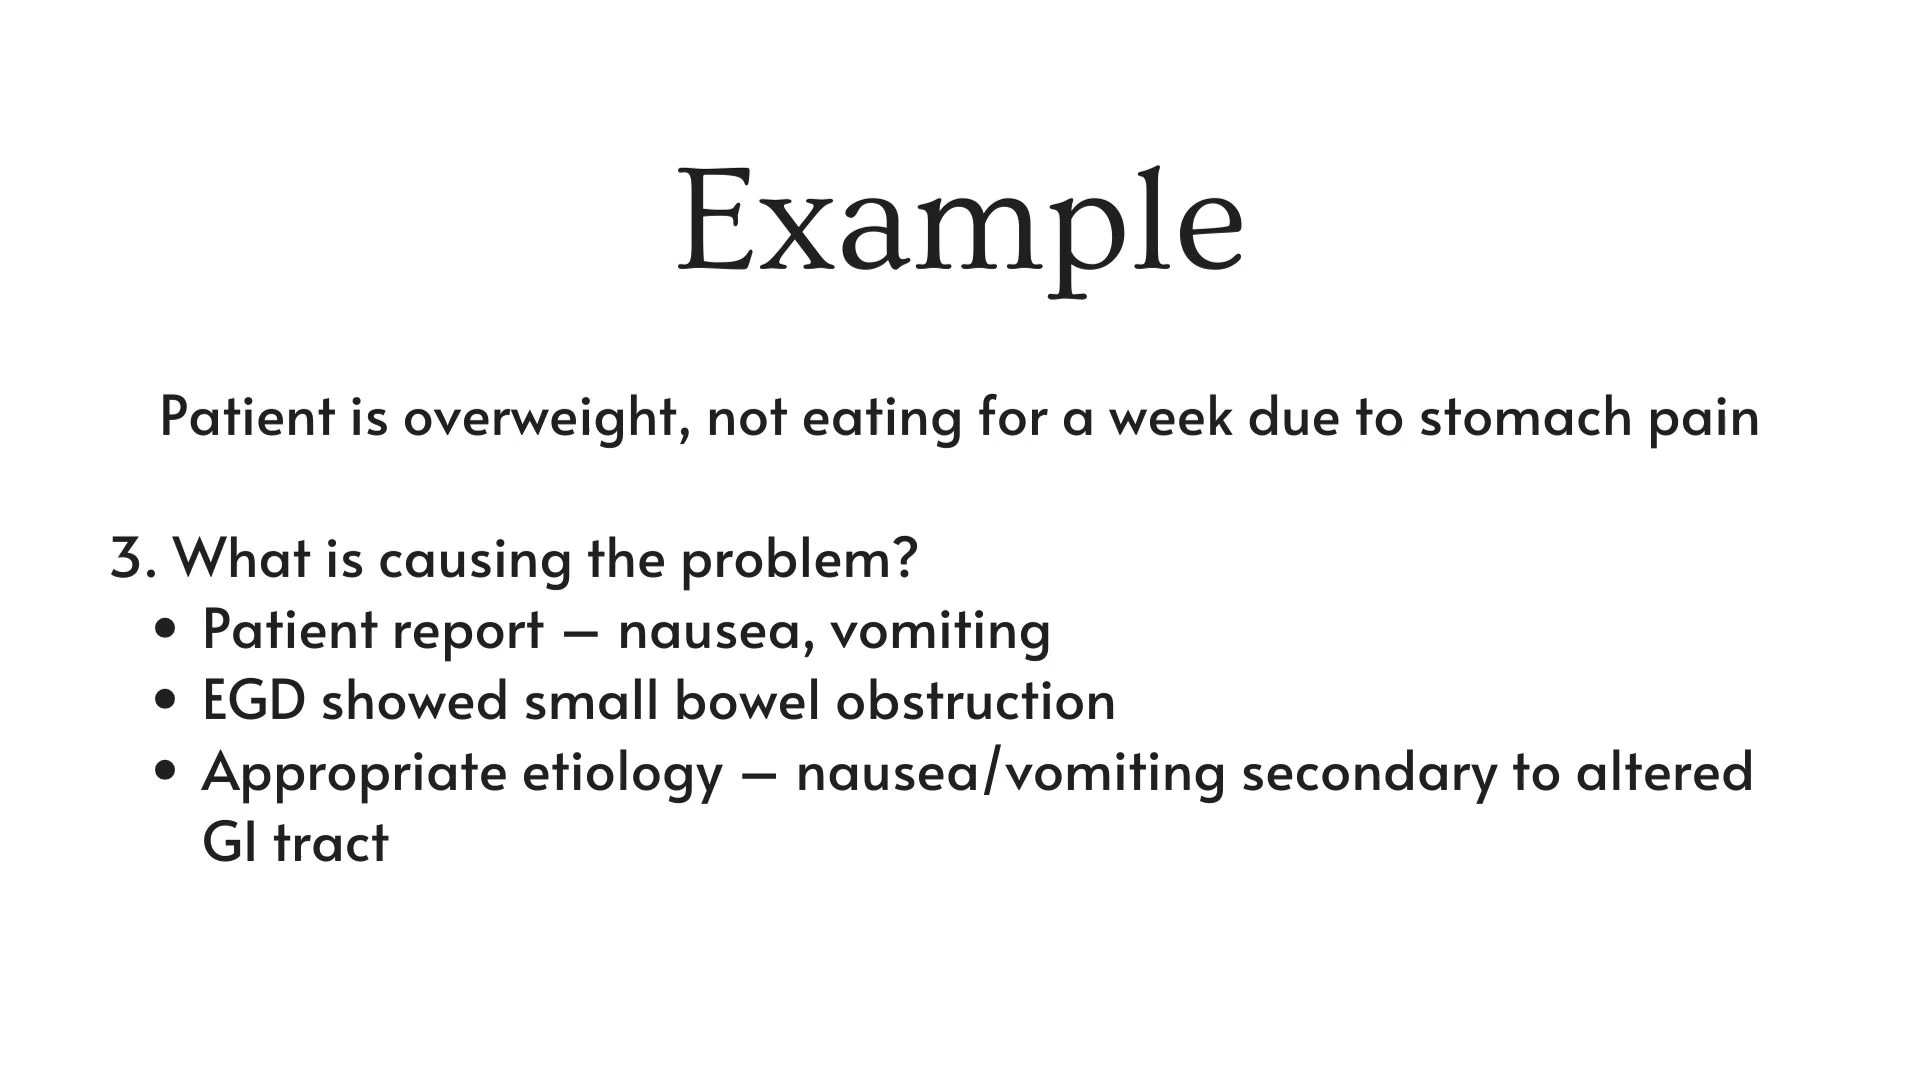 Example
Patient is overweight, not eating for a week due to stomach pain
3. What is causing the problem?
• Patient report – nausea, vomiting
• EGD showed small bowel obstruction
• Appropriate etiology – nausea/vomiting secondary to altered
GI tract